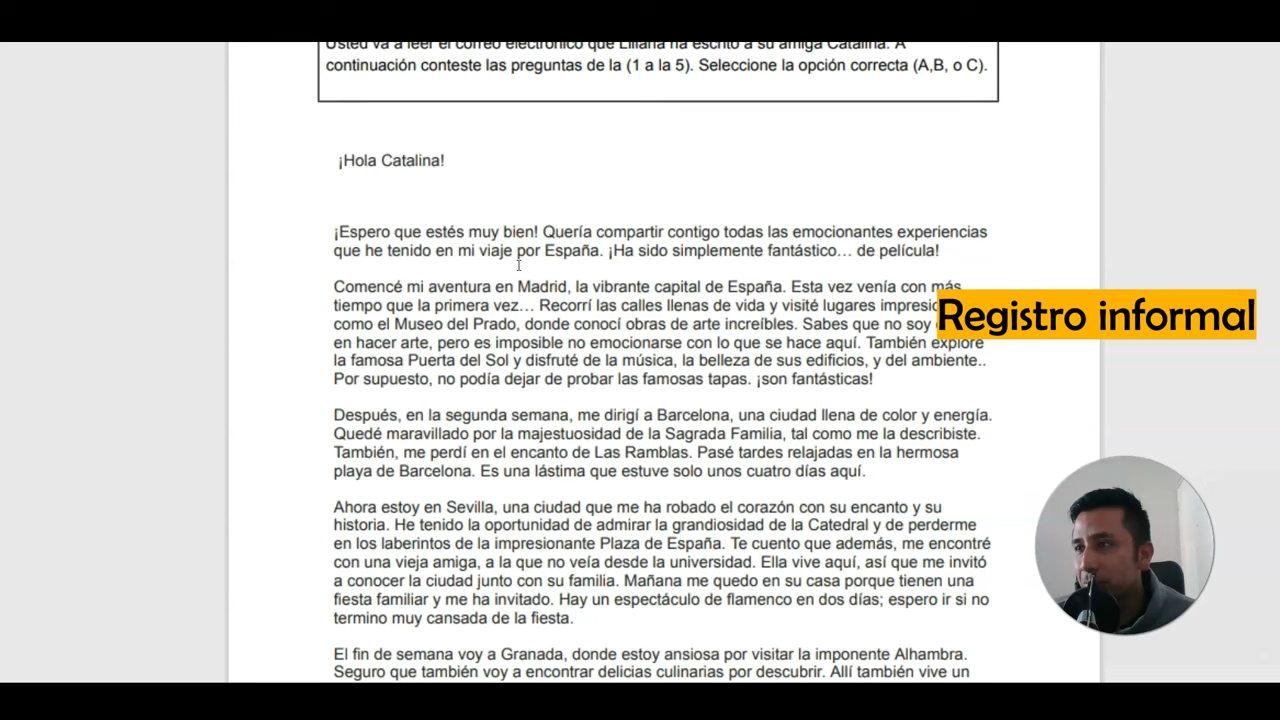 Usted va a leer el correo electrónico que Liliana ha escrito a su amiga Catalina. A
continuación conteste las preguntas de la (1 a la 5). Seleccione la opción correcta (A,B, o C).
¡Hola Catalina!
¡Espero que estés muy bien! Quería compartir contigo todas las emocionantes experiencias
que he tenido en mi viaje por España. ¡Ha sido simplemente fantástico… de película!
Comencé mi aventura en Madrid, la vibrante capital de España. Esta vez venía con más
tiempo que la primera vez… Recorrí las calles llenas de vida y visité lugares
como el Museo del Prado, donde conocí obras de arte increíbles. Sabes que no soy
en hacer arte, pero es imposible no emocionarse con lo que se hace aquí. También exploré
la famosa Puerta del Sol y disfruté de la música, la belleza de sus edificios, y del ambiente..
Por supuesto, no podía dejar de probar las famosas tapas. ¡son fantásticas!
Registro informal
Después, en la segunda semana, me dirigí a Barcelona, una ciudad llena de color y energía.
Quedé maravillado por la majestuosidad de la Sagrada Familia, tal como me la describiste.
También, me perdí en el encanto de Las Ramblas. Pasé tardes relajadas en la hermosa
playa de Barcelona. Es una lástima que estuve solo unos cuatro días aquí.
Ahora estoy en Sevilla, una ciudad que me ha robado el corazón con su encanto y su
historia. He tenido la oportunidad de admirar la grandiosidad de la Catedral y de perderme
en los laberintos de la impresionante Plaza de España. Te cuento que además, me encontré
con una vieja amiga, a la que no veía desde la universidad. Ella vive aquí, así que me invitó
a conocer la ciudad junto con su familia. Mañana me quedo en su casa porque tienen una
fiesta familiar y me ha invitado. Hay un espectáculo de flamenco en dos días; espero ir si no
termino muy cansada de la fiesta.
El fin de semana voy a Granada, donde estoy ansiosa por visitar la imponente Alhambra.
Seguro que también voy a encontrar delicias culinarias por descubrir. Allí también vive un